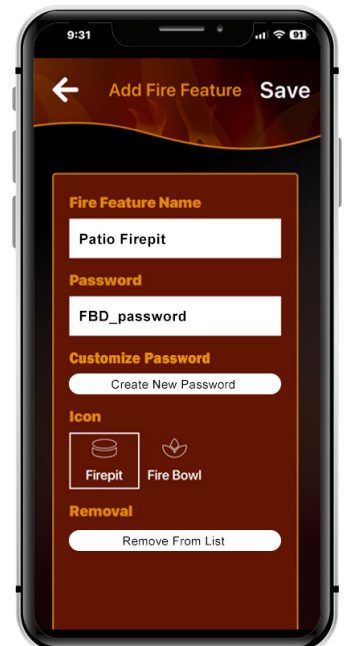 9:31 91
Add Fire Feature Save
Fire Feature Name
Patio Firepit
Password
FBD_password
Customize Password
Create New Password
Icon
Firepit Fire Bowl
Removal
Remove From List